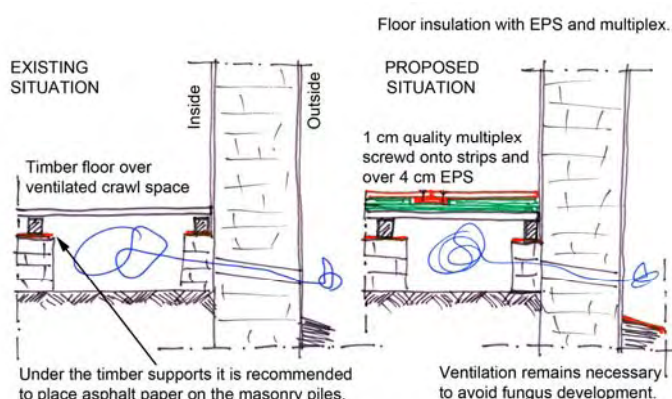 Floor insulation with EPS and multiplex.
EXISTING
SITUATION
Inside
Outside
Timber floor over
ventilated crawl space
Under the timber supports it is recommended
to place asphalt paper on the masonry piles.
PROPOSED
SITUATION
1 cm quality multiplex
screwd onto strips and
over 4 cm EPS
Ventilation remains necessary
to avoid fungus development.